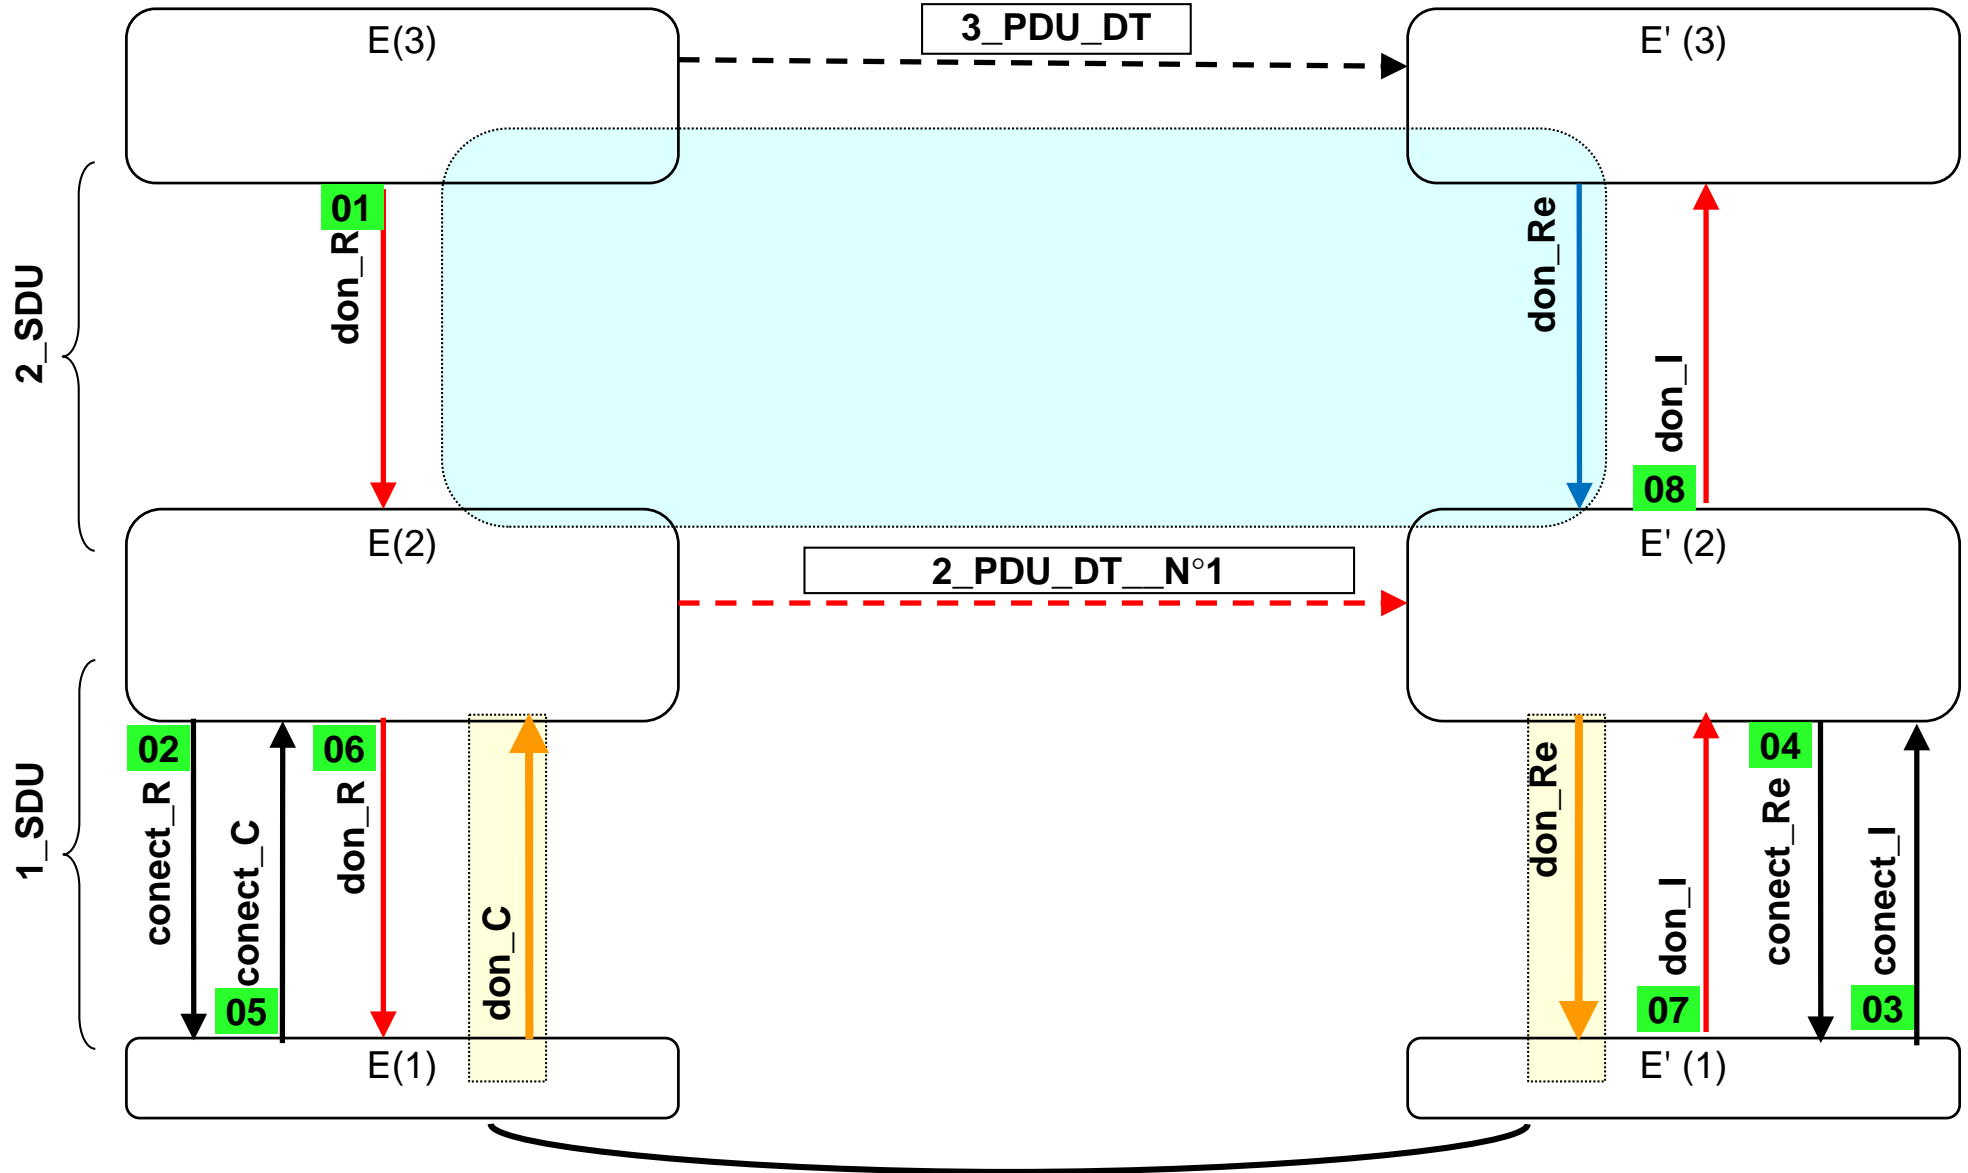 3_PDU_DT
E(3)
E' (3)
01
don_R
don_Re
don_I
08
2_SDU
E(2)
E' (2)
2_PDU_DT__N°1
02
conect_R
conect_C
05
06
don_R
don_C
don_Re
don_I
07
04
conect_Re
conect_I
03
1_SDU
E(1)
E' (1)